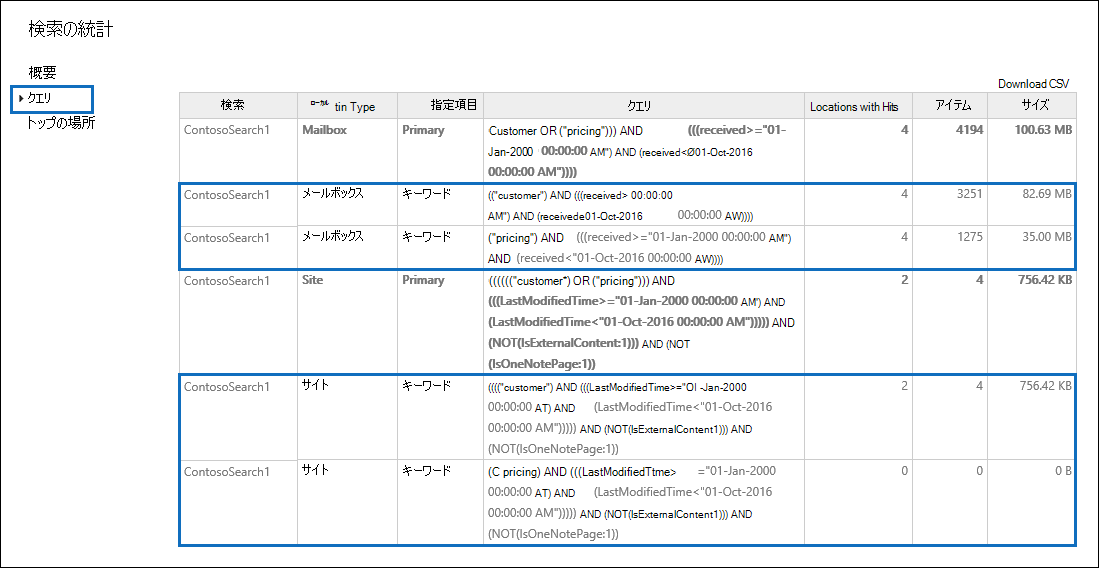 検索の統計
概要
クエリ
トップの場所
Download CSV
検索 ローカル tin Type 指定項目 クエリ Locations with Hits アイテム サイズ
ContosoSearch1 Mailbox Primary Customer OR ("pricing"))) AND (((received>="01- 4 4194 100.63 MB
Jan-2000 00:00:00 AM") AND (received<Ø01-Oct-2016
00:00:00 AM"))))
ContosoSearch1 メールボックス キーワード (("customer") AND (((received> 00:00:00 4 3251 82.69 MB
AM") AND (receivede01-Oct-2016 00:00:00 AW))))
ContosoSearch1 メールボックス キーワード ("pricing") AND (((received>="01-Jan-2000 00:00:00 AM") 4 1275 35.00 MB
AND (received<"01-Oct-2016 00:00:00 AW))))
ContosoSearch1 Site Primary (((((("customer*) OR ("pricing"))) AND 2 4 756.42 KB
(((LastModifiedTime>="01-Jan-2000 00:00:00 AM') AND
(LastModifiedTime<"01-Oct-2016 00:00:00 AM"))))) AND
(NOT(IsExternalContent:1))) AND (NOT
(IsOneNotePage:1))
ContosoSearch1 サイト キーワード (((("customer") AND (((LastModifiedTime>="OI -Jan-2000 2 4 756.42 KB
00:00:00 AT) AND (LastModifiedTime<"01-Oct-2016
00:00:00 AM"))))) AND (NOT(IsExternalContent1))) AND
(NOT(IsOneNotePage:1))
ContosoSearch1 サイト キーワード (C pricing) AND (((LastModifiedTtme> ="01-Jan-2000 0 0 0 B
00:00:00 AT) AND (LastModifiedTime<"01-Oct-2016
00:00:00 AM"))))) AND (NOT(IsExternalContent1))) AND
(NOT(IsOneNotePage:1))